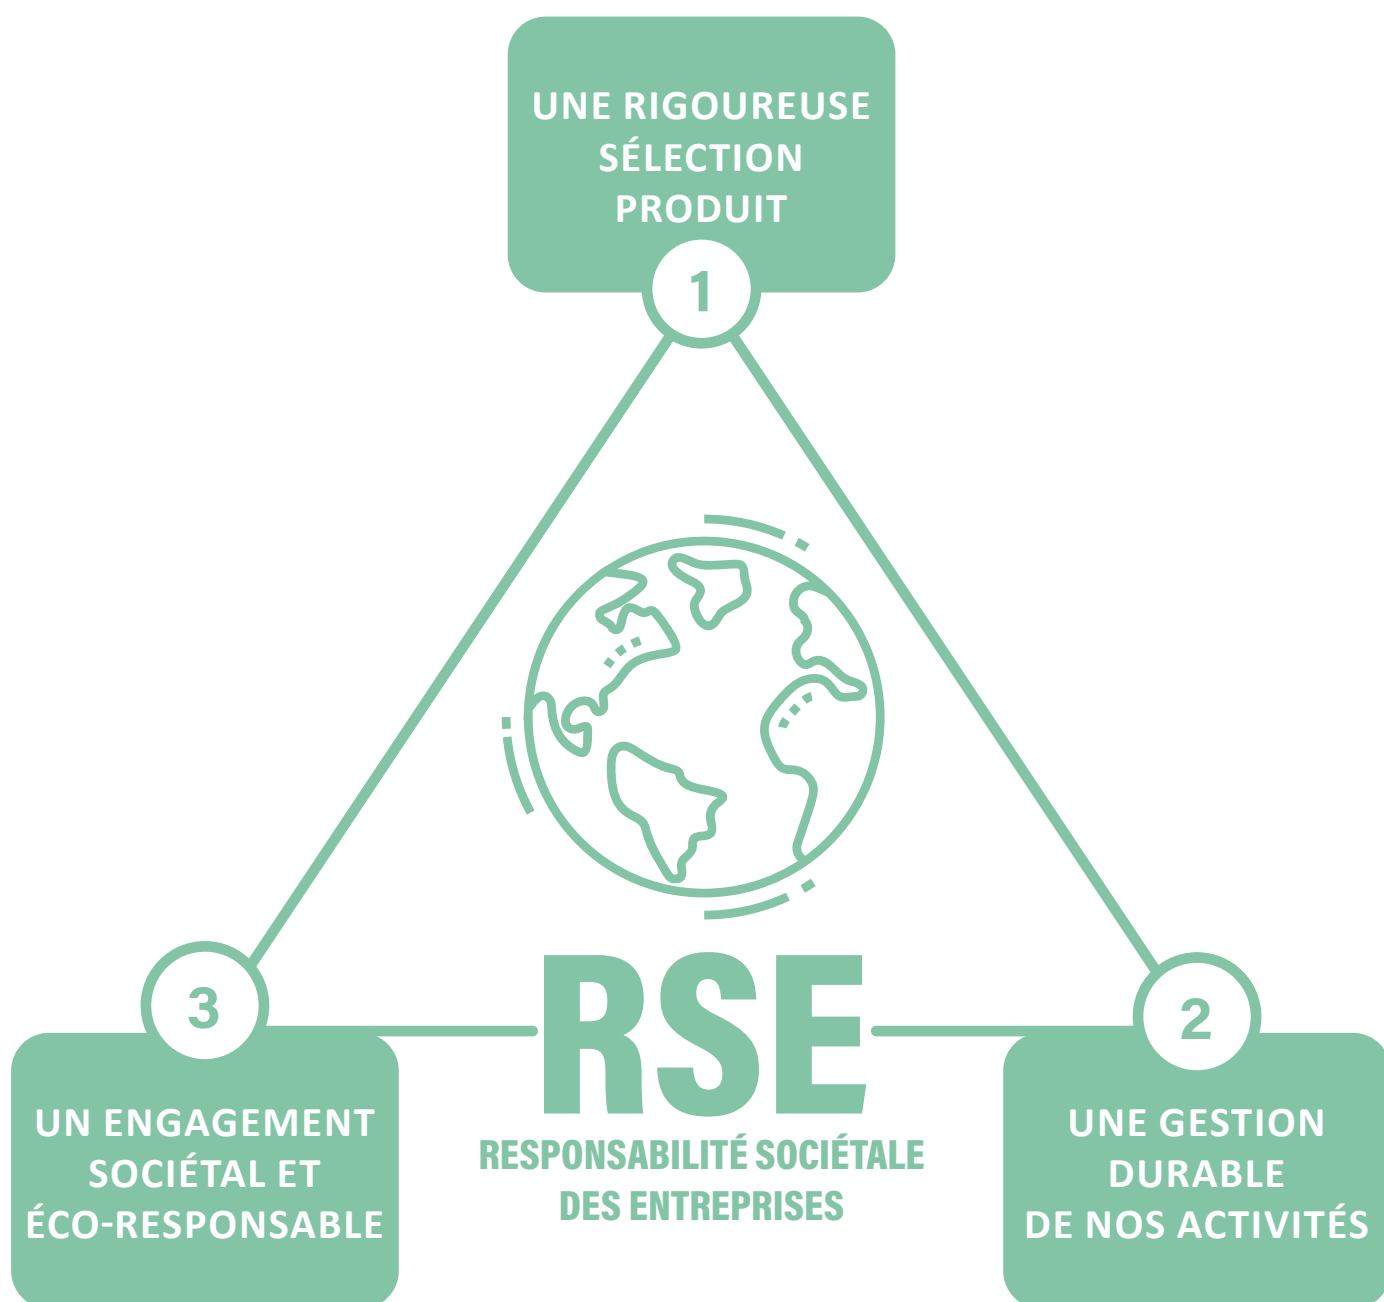 UNE RIGOUREUSE
SÉLECTION
PRODUIT
1
3
UN ENGAGEMENT
SOCIÉTAL ET
ÉCO-RESPONSABLE
RSE
RESPONSABILITÉ SOCIÉTALE
DES ENTREPRISES
2
UNE GESTION
DURABLE
DE NOS ACTIVITÉS